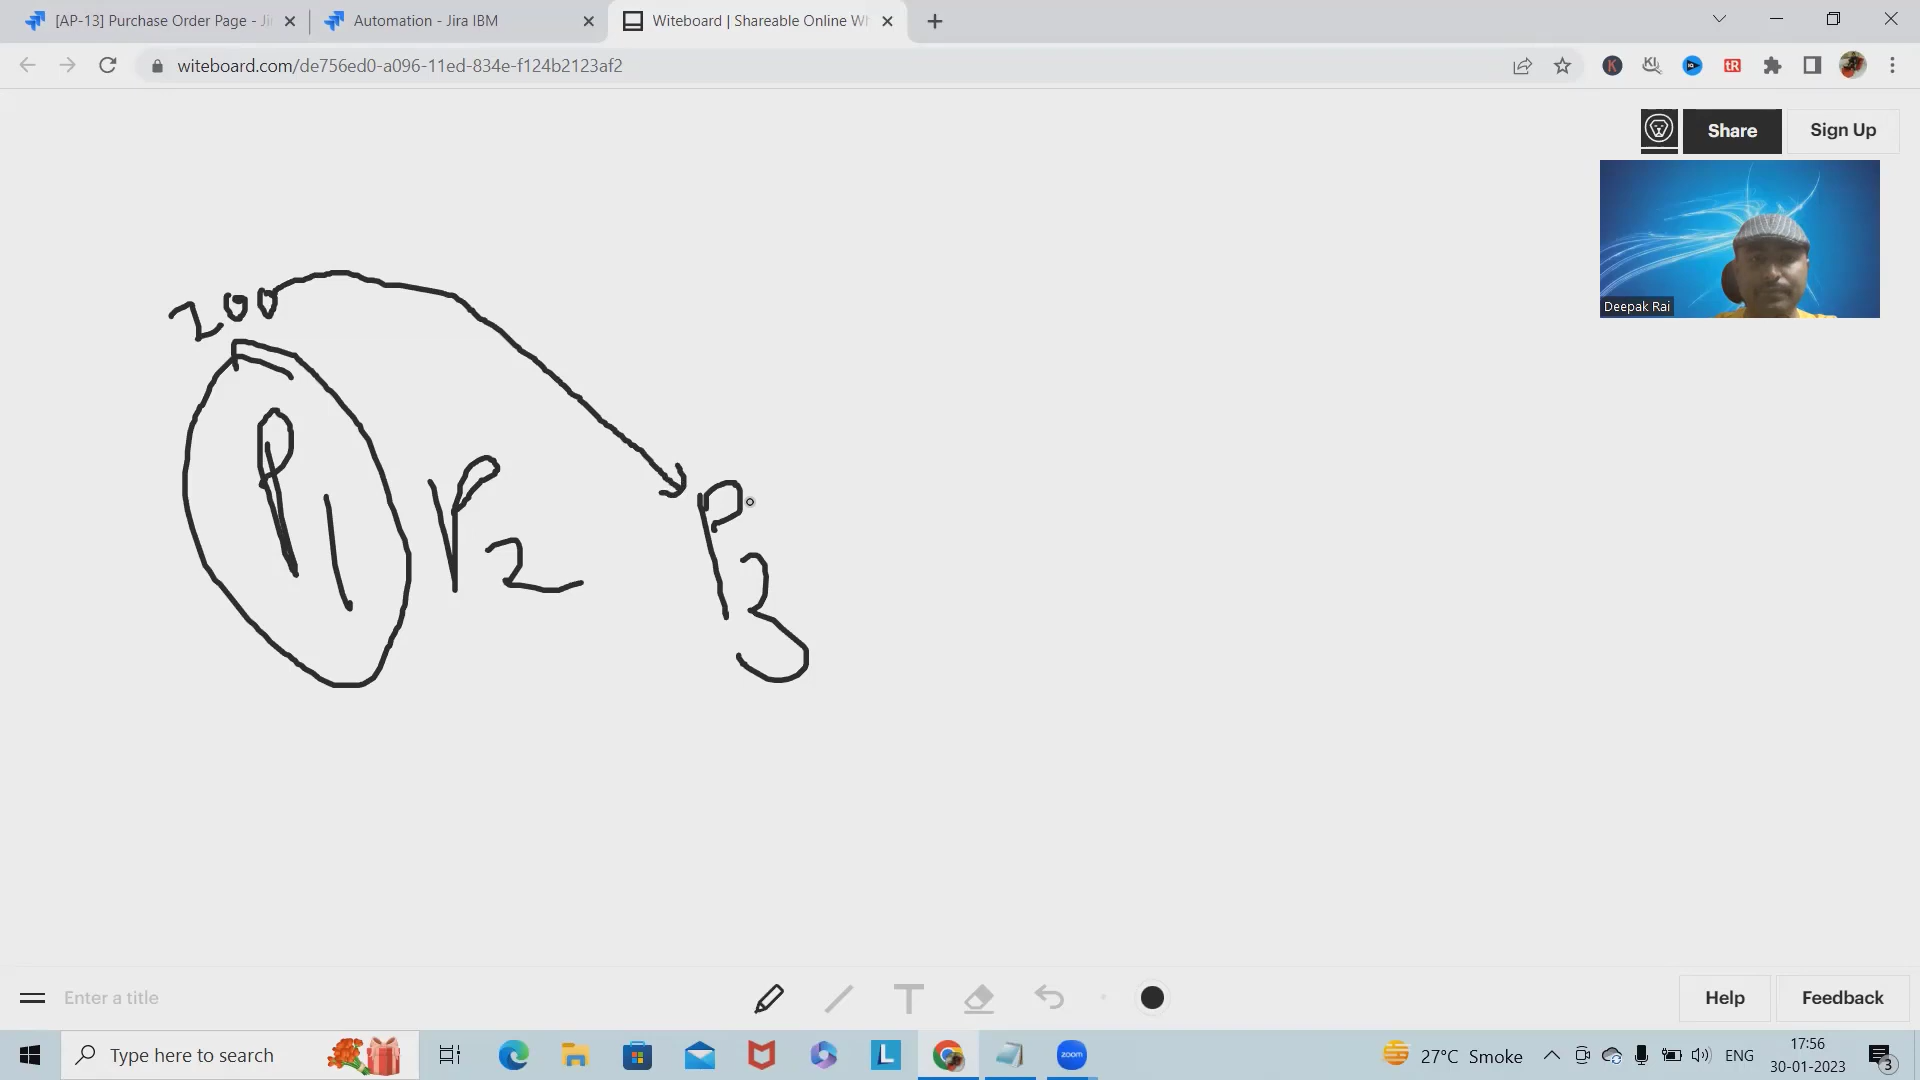 [AP-13] Purchase Order Page - Ji
Automation - Jira IBM
Witeboard | Shareable Online Wh
witeboard.com/de756ed0-a096-11ed-834e-f124b2123af2
Share
Sign Up
Deepak Rai
200
P1
P2
P3
Enter a title
T
Help
Feedback
Type here to search
L
zoom
27°C Smoke
ENG
17:56
30-01-2023
3